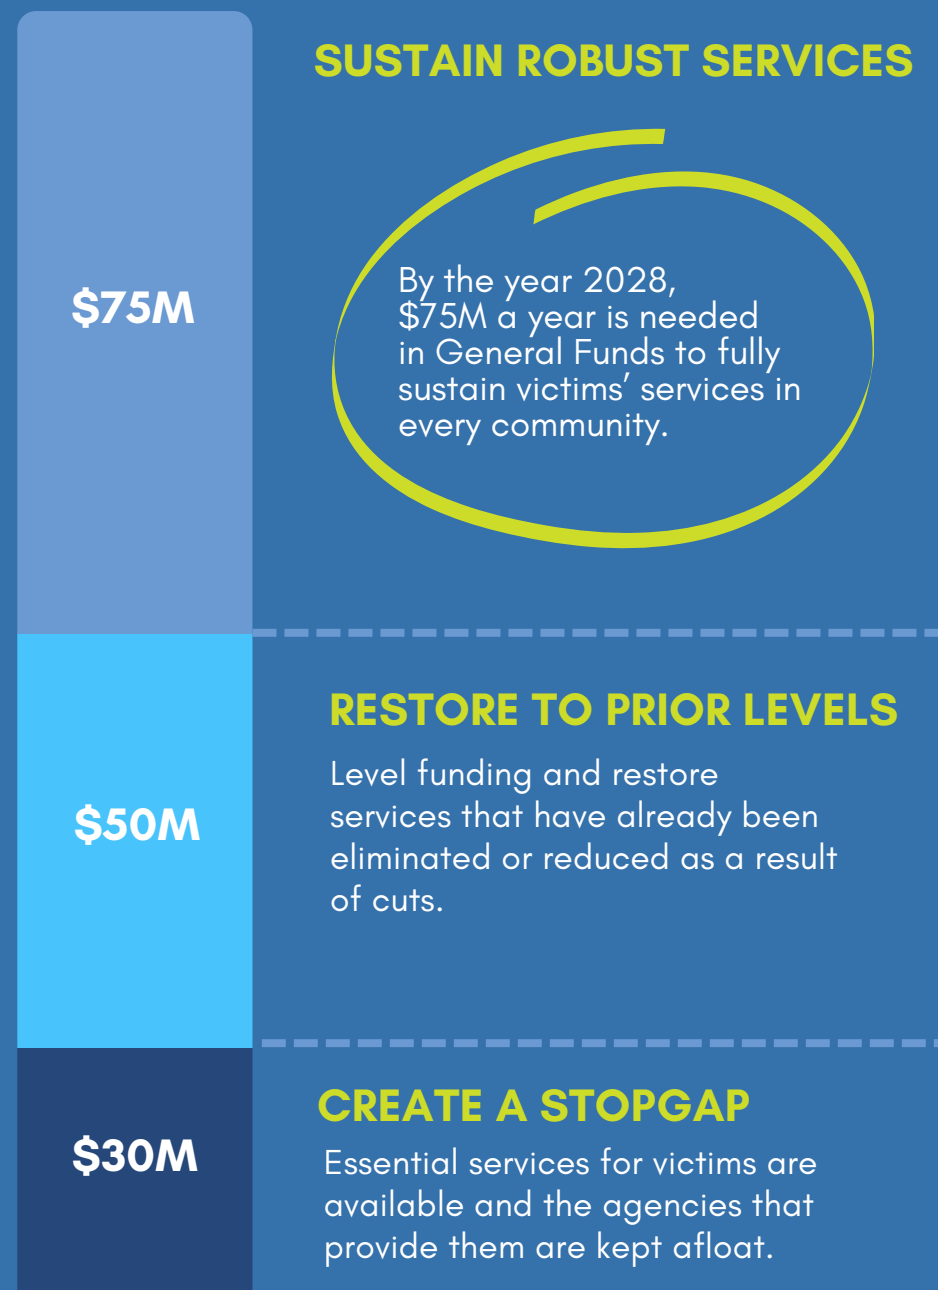 SUSTAIN ROBUST SERVICES
$75M
By the year 2028,
$75M a year is needed
in General Funds to fully
sustain victims’ services in
every community.
RESTORE TO PRIOR LEVELS
$50M
Level funding and restore
services that have already been
eliminated or reduced as a result
of cuts.
CREATE A STOPGAP
$30M
Essential services for victims are
available and the agencies that
provide them are kept afloat.